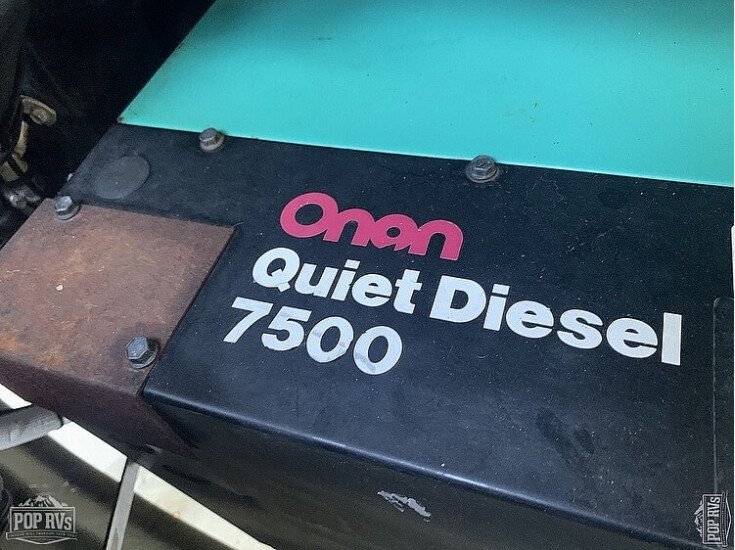 Onan
Quiet Diesel
7500
POP RVs
POP RVs